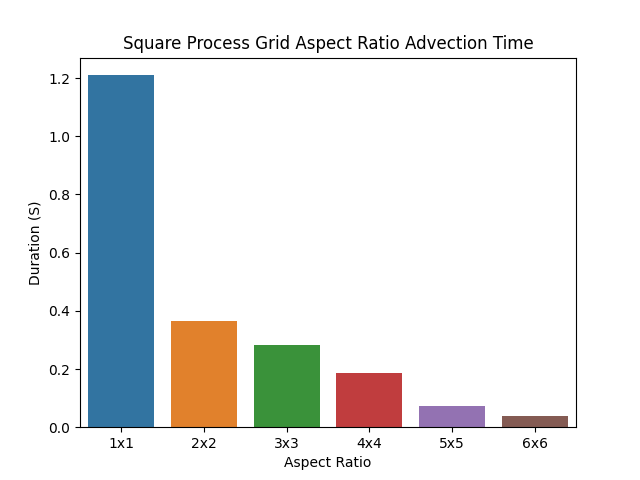 Square Process Grid Aspect Ratio Advection Time
1.2
1.0
0.8
0.6
0.4
0.2
0.0
Duration (S)
1x1 2x2 3x3 4x4 5x5 6x6
Aspect Ratio